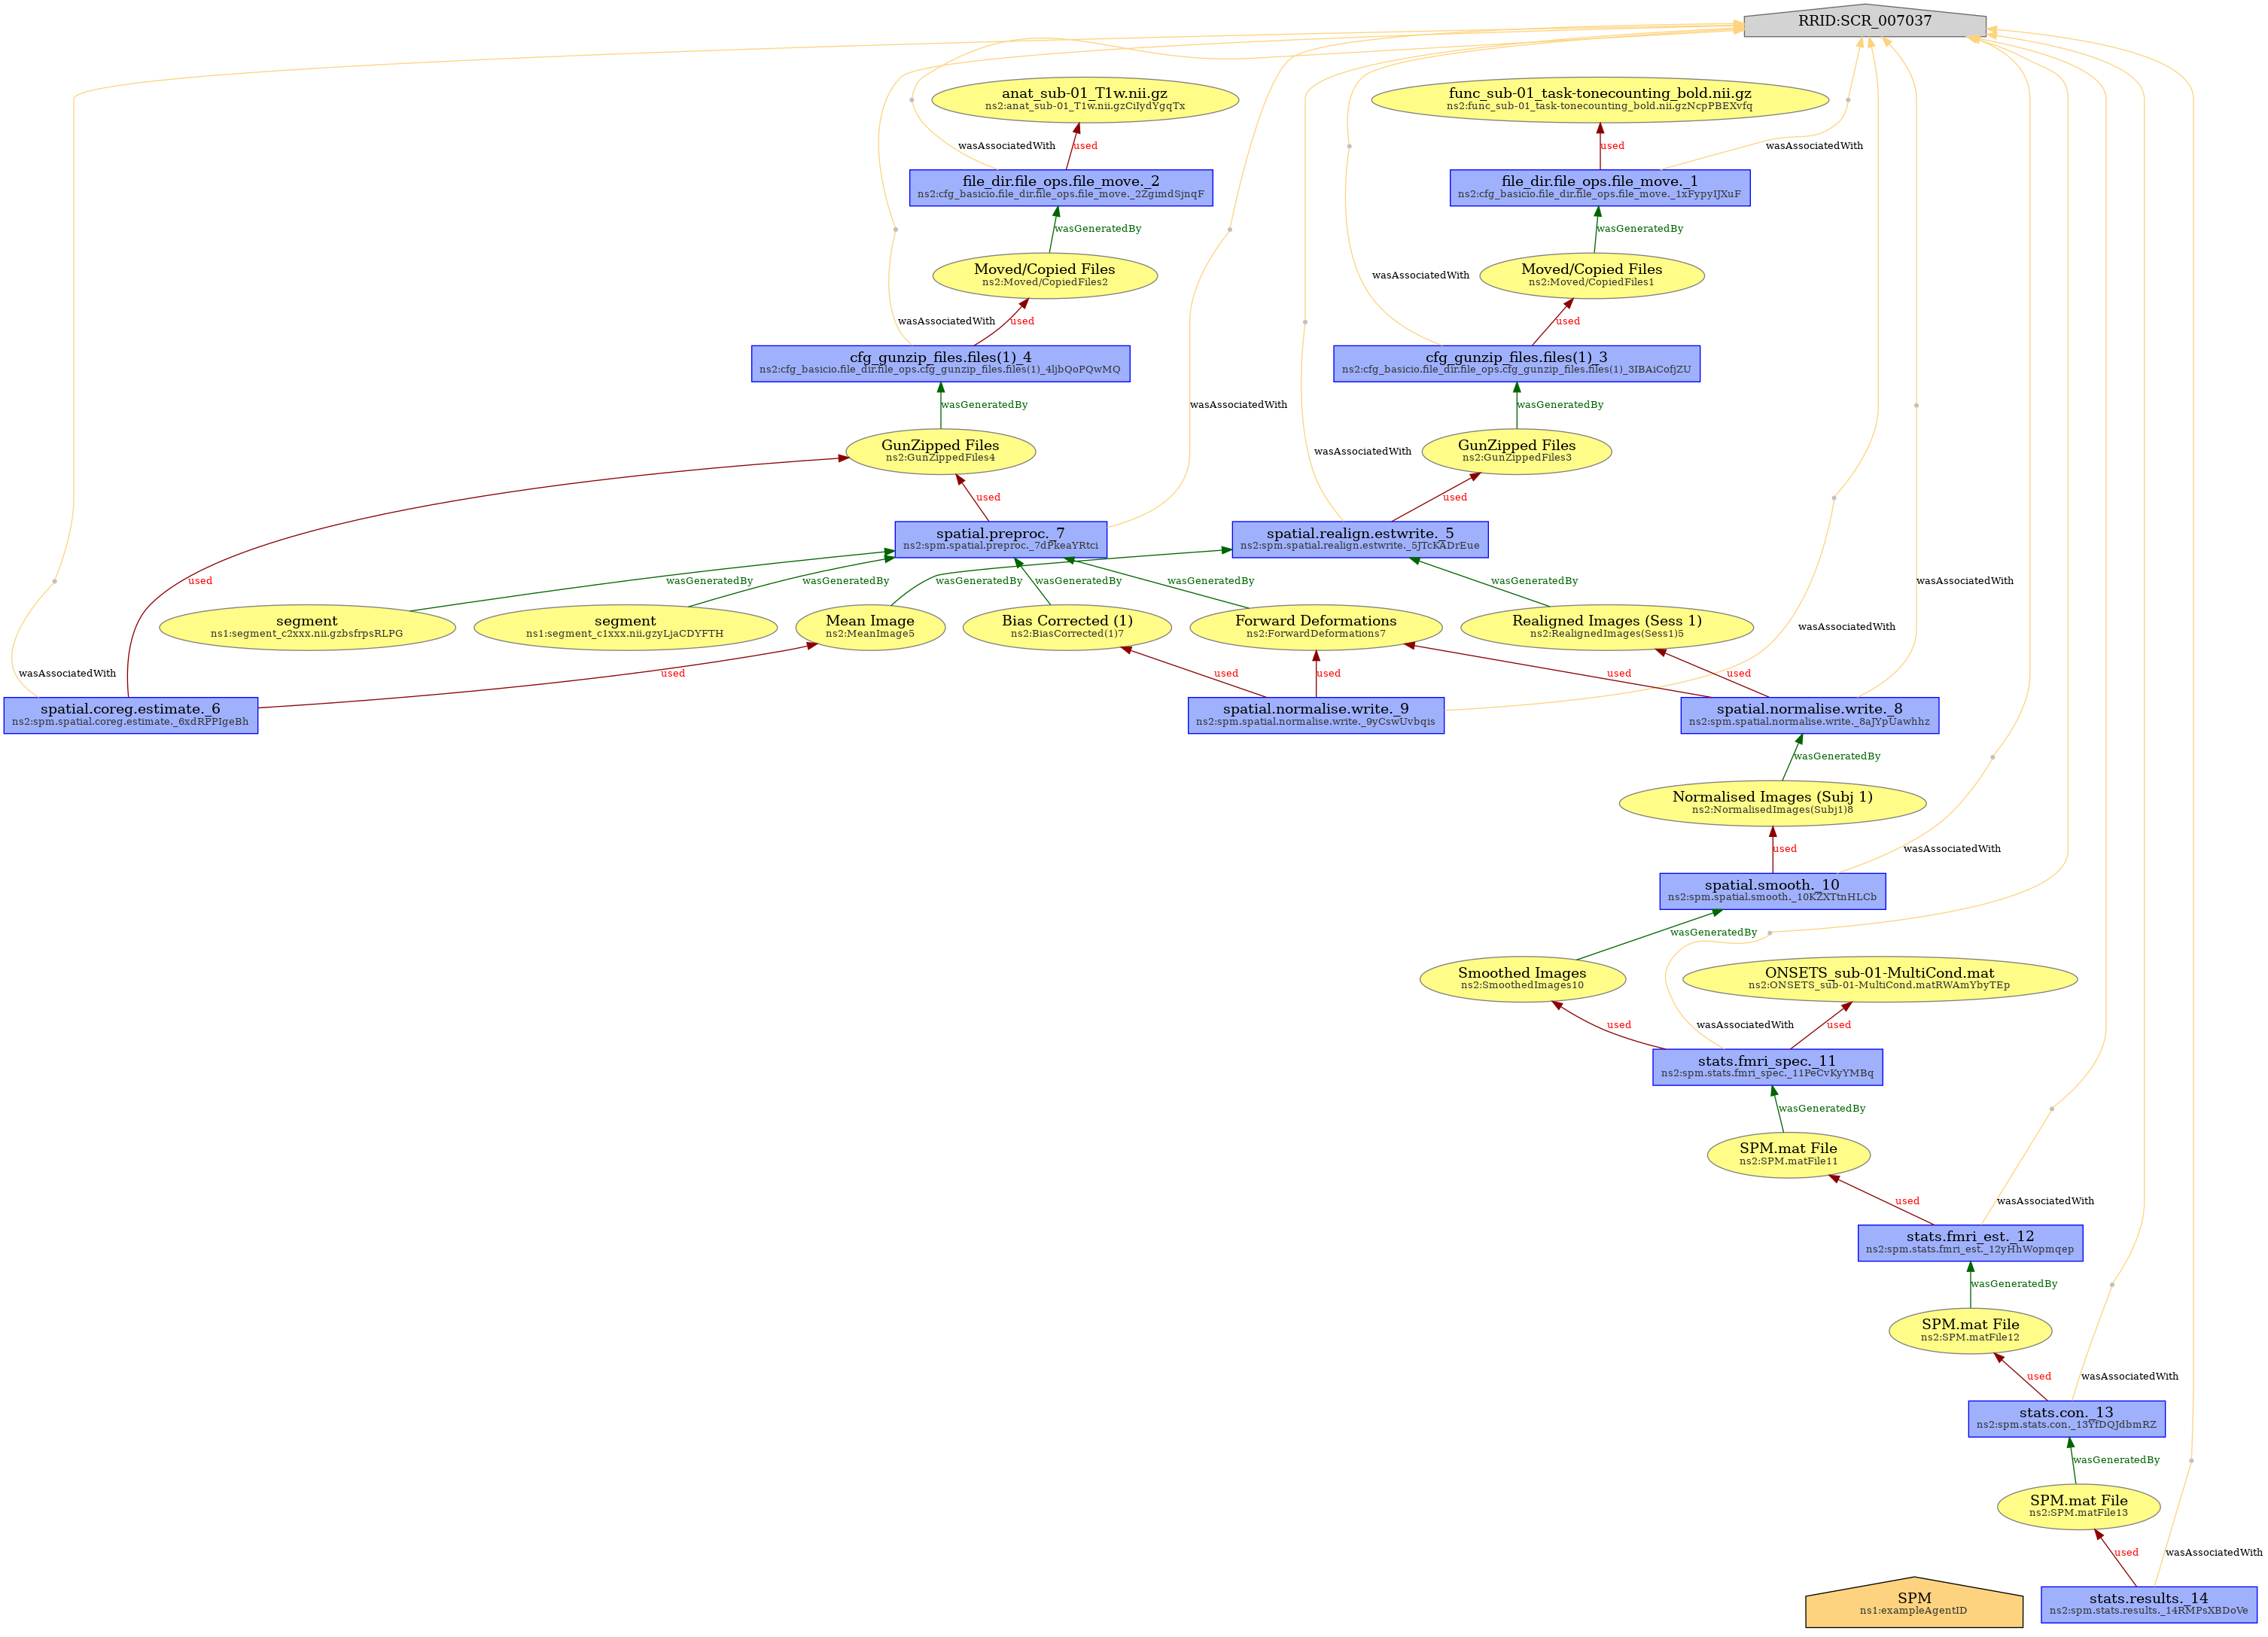 RRID:SCR_007037
anat_sub-01_T1w.nii.gz
ns2:anat_sub-01_T1w.nii.gzCiIydYgqTx
func_sub-01_task-tonecounting_bold.nii.gz
ns2:func_sub-01_task-tonecounting_bold.nii.gzNcpPBEXvfq
wasAssociatedWith
used
used
wasAssociatedWith
file_dir.file_ops.file_move._2
ns2:cfg_basicio.file_dir.file_ops.file_move._2ZgimdSjnqF
file_dir.file_ops.file_move._1
ns2:cfg_basicio.file_dir.file_ops.file_move._1xFypyIJXuF
wasGeneratedBy
wasGeneratedBy
Moved/Copied Files
ns2:Moved/CopiedFiles2
Moved/Copied Files
ns2:Moved/CopiedFiles1
wasAssociatedWith
wasAssociatedWith
used
used
cfg_gunzip_files.files(1)_4
ns2:cfg_basicio.file_dir.file_ops.cfg_gunzip_files.files(1)_4ljbQoPQwMQ
cfg_gunzip_files.files(1)_3
ns2:cfg_basicio.file_dir.file_ops.cfg_gunzip_files.files(1)_3IBAiCofjZU
wasGeneratedBy
wasAssociatedWith
wasGeneratedBy
GunZipped Files
ns2:GunZippedFiles4
wasAssociatedWith
GunZipped Files
ns2:GunZippedFiles3
used
used
spatial.preproc._7
ns2:spm.spatial.preproc._7dPkeaYRtci
spatial.realign.estwrite._5
ns2:spm.spatial.realign.estwrite._5JTcKADrEue
used
wasGeneratedBy
wasGeneratedBy
wasGeneratedBy
wasGeneratedBy
wasGeneratedBy
wasGeneratedBy
wasAssociatedWith
segment
ns1:segment_c2xxx.nii.gzbsfrpsRLPG
segment
ns1:segment_c1xxx.nii.gzyLjaCDYFTH
Mean Image
ns2:MeanImage5
Bias Corrected (1)
ns2:BiasCorrected(1)7
Forward Deformations
ns2:ForwardDeformations7
Realigned Images (Sess 1)
ns2:RealignedImages(Sess1)5
wasAssociatedWith
wasAssociatedWith
used
used
used
used
used
spatial.coreg.estimate._6
ns2:spm.spatial.coreg.estimate._6xdRFPIgeBh
spatial.normalise.write._9
ns2:spm.spatial.normalise.write._9yCswUvbqis
spatial.normalise.write._8
ns2:spm.spatial.normalise.write._8aJYpUawhhz
wasGeneratedBy
Normalised Images (Subj 1)
ns2:NormalisedImages(Subj1)8
used
wasAssociatedWith
spatial.smooth._10
ns2:spm.spatial.smooth._10KZXTtnHLCb
wasGeneratedBy
Smoothed Images
ns2:SmoothedImages10
ONSETS_sub-01-MultiCond.mat
ns2:ONSETS_sub-01-MultiCond.matRWAmYbyTEp
used
wasAssociatedWith
used
stats.fmri_spec._11
ns2:spm.stats.fmri_spec._11PeCvKyYMBq
wasGeneratedBy
SPM.mat File
ns2:SPM.matFile11
used
wasAssociatedWith
stats.fmri_est._12
ns2:spm.stats.fmri_est._12yHhWopmqep
wasGeneratedBy
SPM.mat File
ns2:SPM.matFile12
used
wasAssociatedWith
stats.con._13
ns2:spm.stats.con._13YfDQJdbmRZ
wasGeneratedBy
SPM.mat File
ns2:SPM.matFile13
used
wasAssociatedWith
SPM
ns1:exampleAgentID
stats.results._14
ns2:spm.stats.results._14RMPsXBDoVe